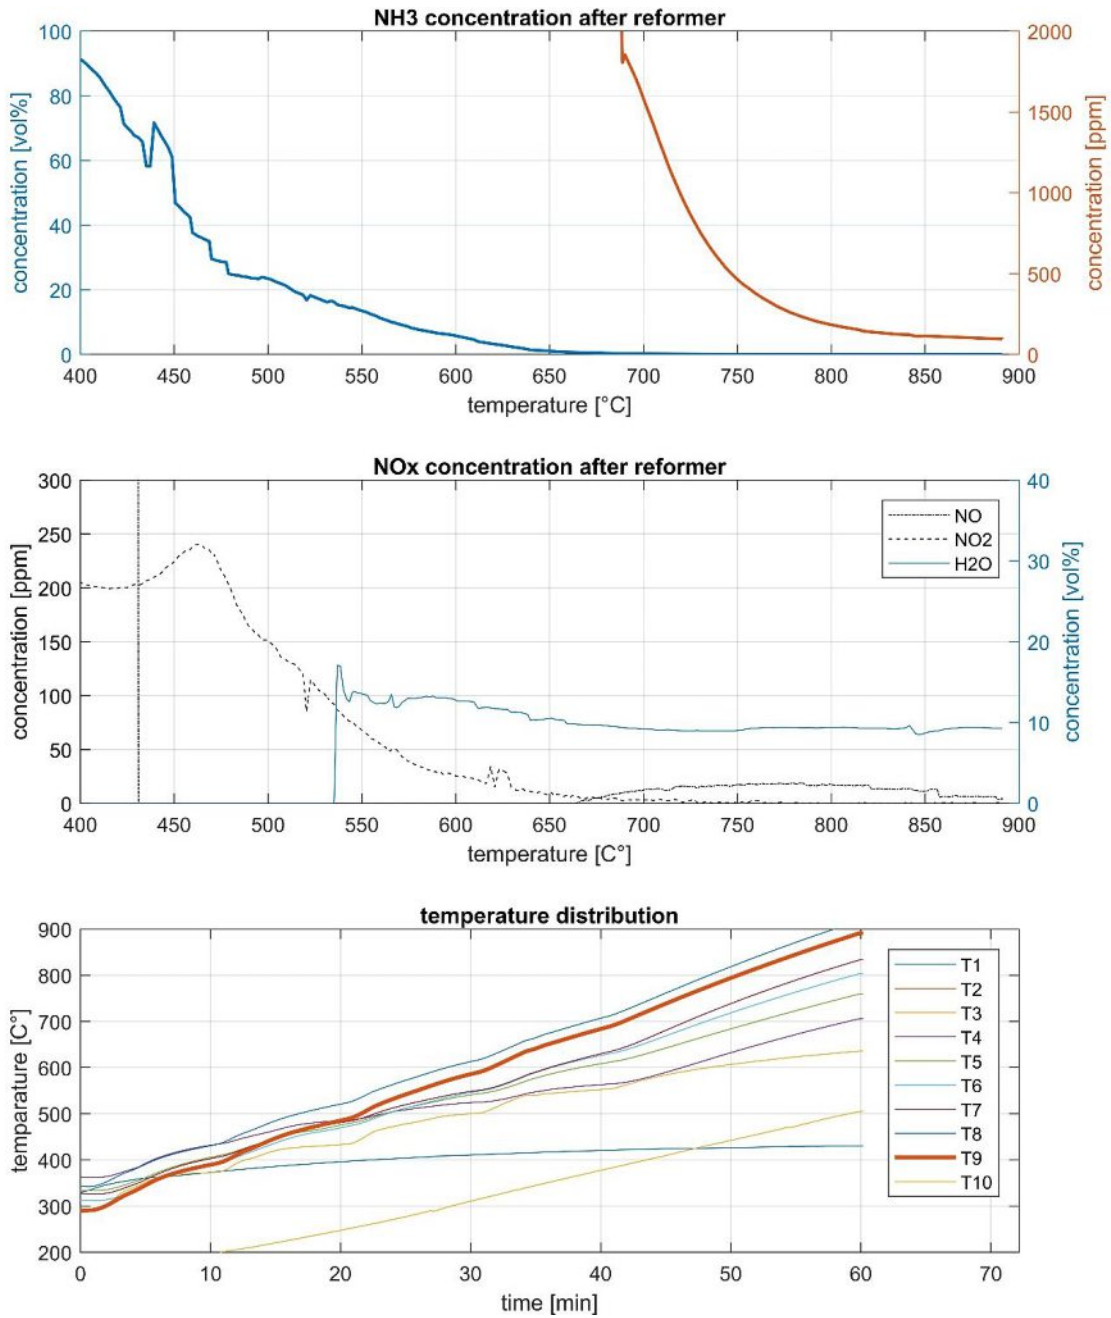 NH3 concentration after reformer
100
80
60
40
20
0
concentration [vol%]
2000
1500
1000
500
0
concentration [ppm]
400 450 500 550 600 650 700 750 800 850 900
temperature [°C]
NOx concentration after reformer
300
250
200
150
100
50
0
concentration [ppm]
NO
NO2
H2O
40
30
20
10
0
concentration [vol%]
400 450 500 550 600 650 700 750 800 850 900
temperature [C°]
temperature distribution
900
800
700
600
500
400
300
200
temparature [C°]
T1
T2
T3
T4
T5
T6
T7
T8
T9
T10
0 10 20 30 40 50 60 70
time [min]